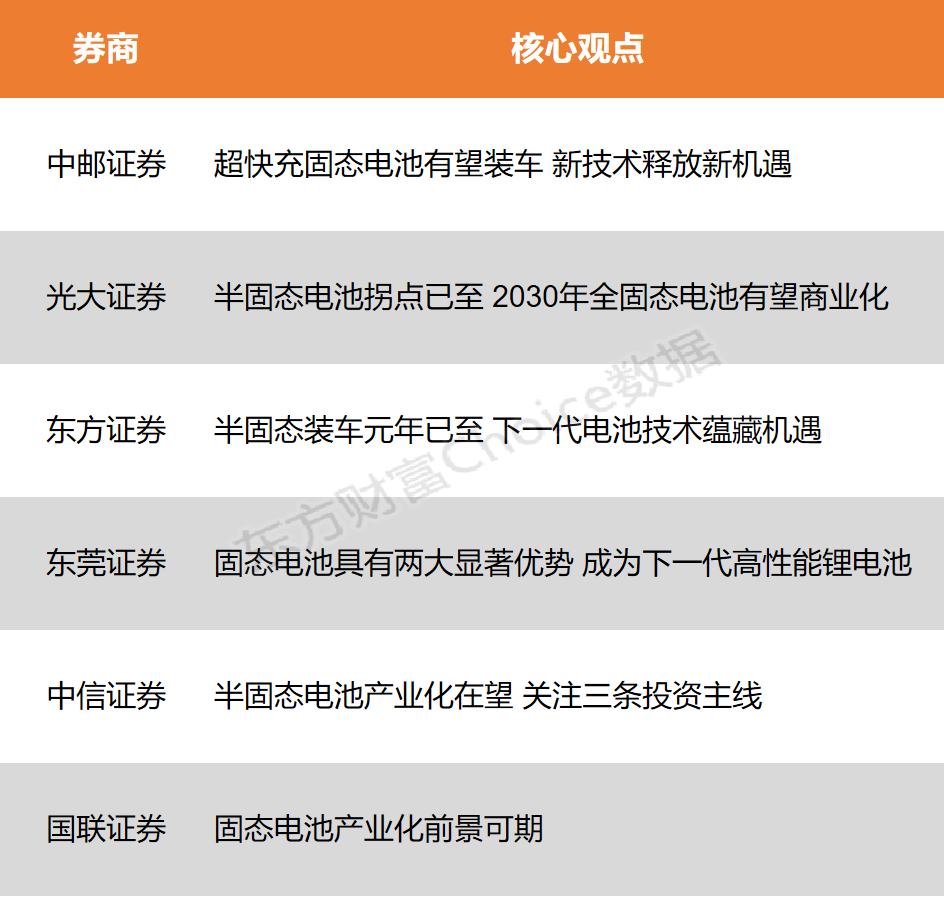 券商 核心观点
中邮证券 超快充固态电池有望装车 新技术释放新机遇
光大证券 半固态电池拐点已至 2030年全固态电池有望商业化
东方证券 半固态装车元年已至 下一代电池技术蕴藏机遇
东莞证券 固态电池具有两大显著优势 成为下一代高性能锂电池
中信证券 半固态电池产业化在望 关注三条投资主线
国联证券 固态电池产业化前景可期
东方财富Choice数据